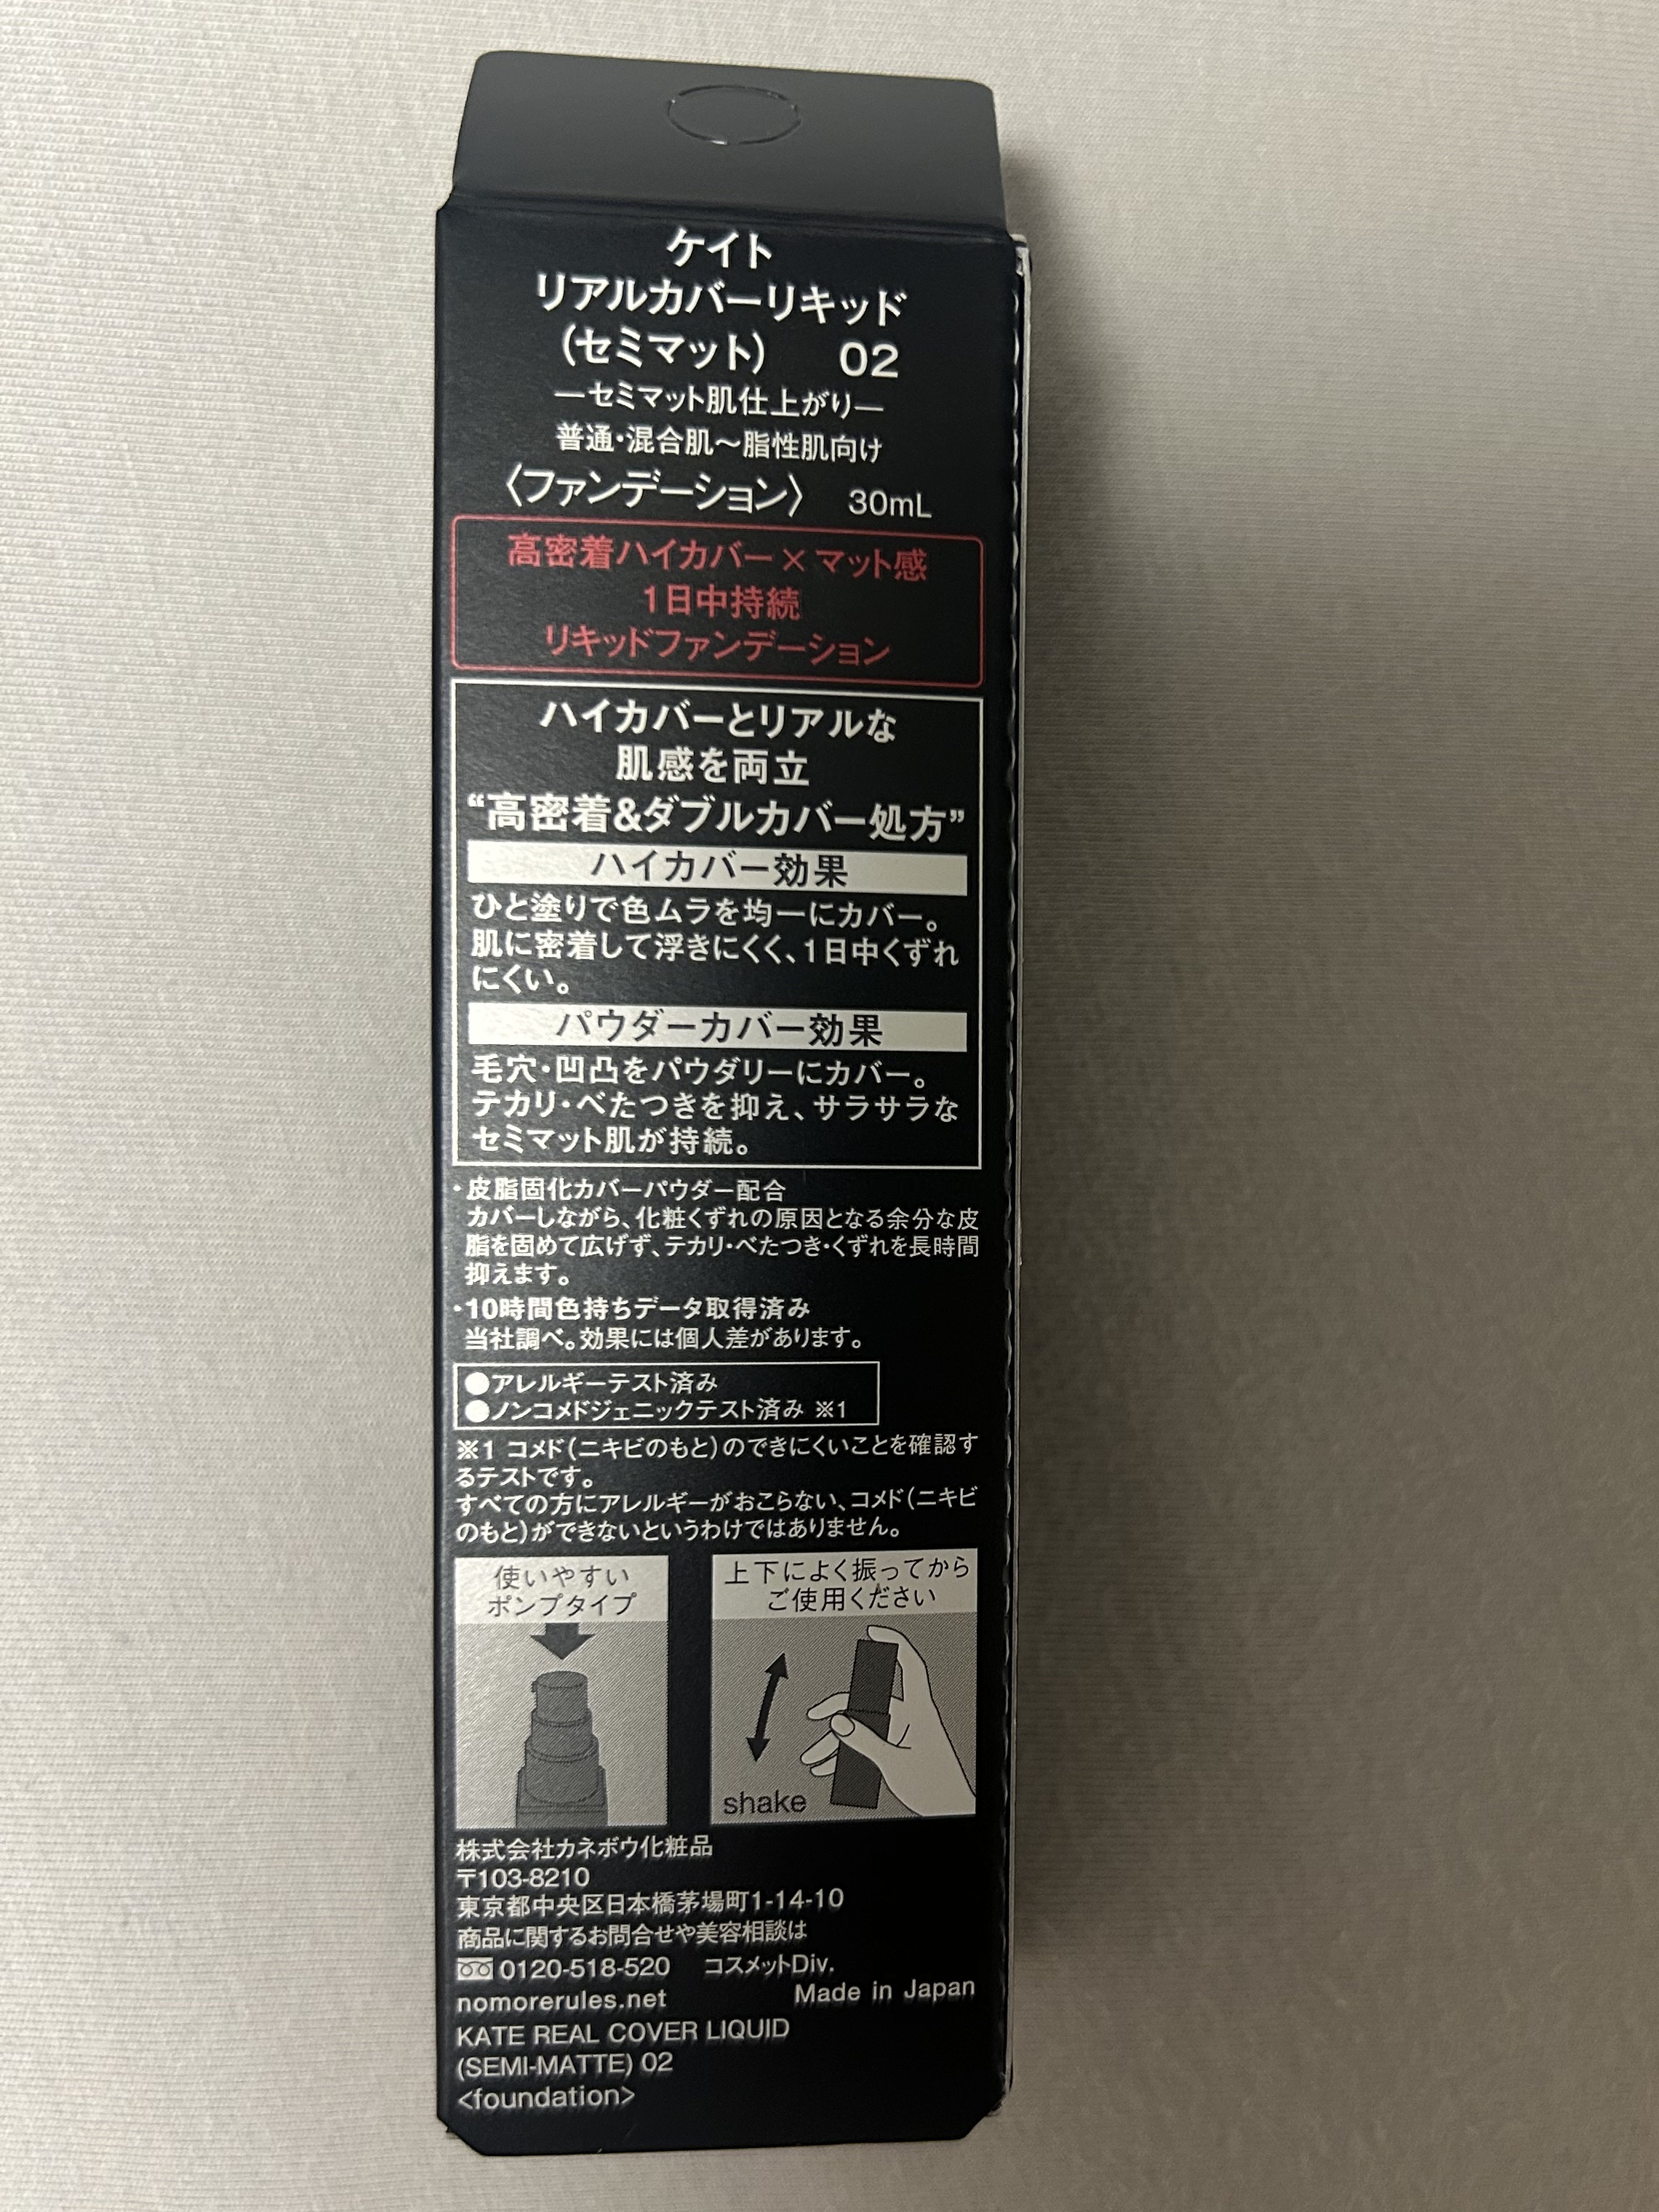 ケイト
リアルカバーリキッド
(セミマット) 02
―セミマット肌仕上がり―
普通・混合肌～脂性肌向け
〈ファンデーション〉 30mL
高密着ハイカバー×マット感
1日中持続
リキッドファンデーション
ハイカバーとリアルな
肌感を両立
“高密着&ダブルカバー処方”
ハイカバー効果
ひと塗りで色ムラを均一にカバー。
肌に密着して浮きにくく、1日中くずれ
にくい。
パウダーカバー効果
毛穴・凹凸をパウダリーにカバー。
テカリ・べたつきを抑え、サラサラな
セミマット肌が持続。
・皮脂固化カバーパウダー配合
カバーしながら、化粧くずれの原因となる余分な皮
脂を固めて広げず、テカリ・べたつき・くずれを長時間
抑えます。
・10時間色持ちデータ取得済み
当社調べ。効果には個人差があります。
●アレルギーテスト済み
●ノンコメドジェニックテスト済み ※1
※1 コメド(ニキビのもと)のできにくいことを確認す
るテストです。
すべての方にアレルギーがおこらない、コメド(ニキビ
のもと)ができないというわけではありません。
使いやすい
ポンプタイプ
上下によく振ってから
ご使用ください
shake
株式会社カネボウ化粧品
〒103-8210
東京都中央区日本橋茅場町1-14-10
商品に関するお問合せや美容相談は
0120-518-520 コスメットDiv.
nomorerules.net Made in Japan
KATE REAL COVER LIQUID
(SEMI-MATTE) 02
<foundation>